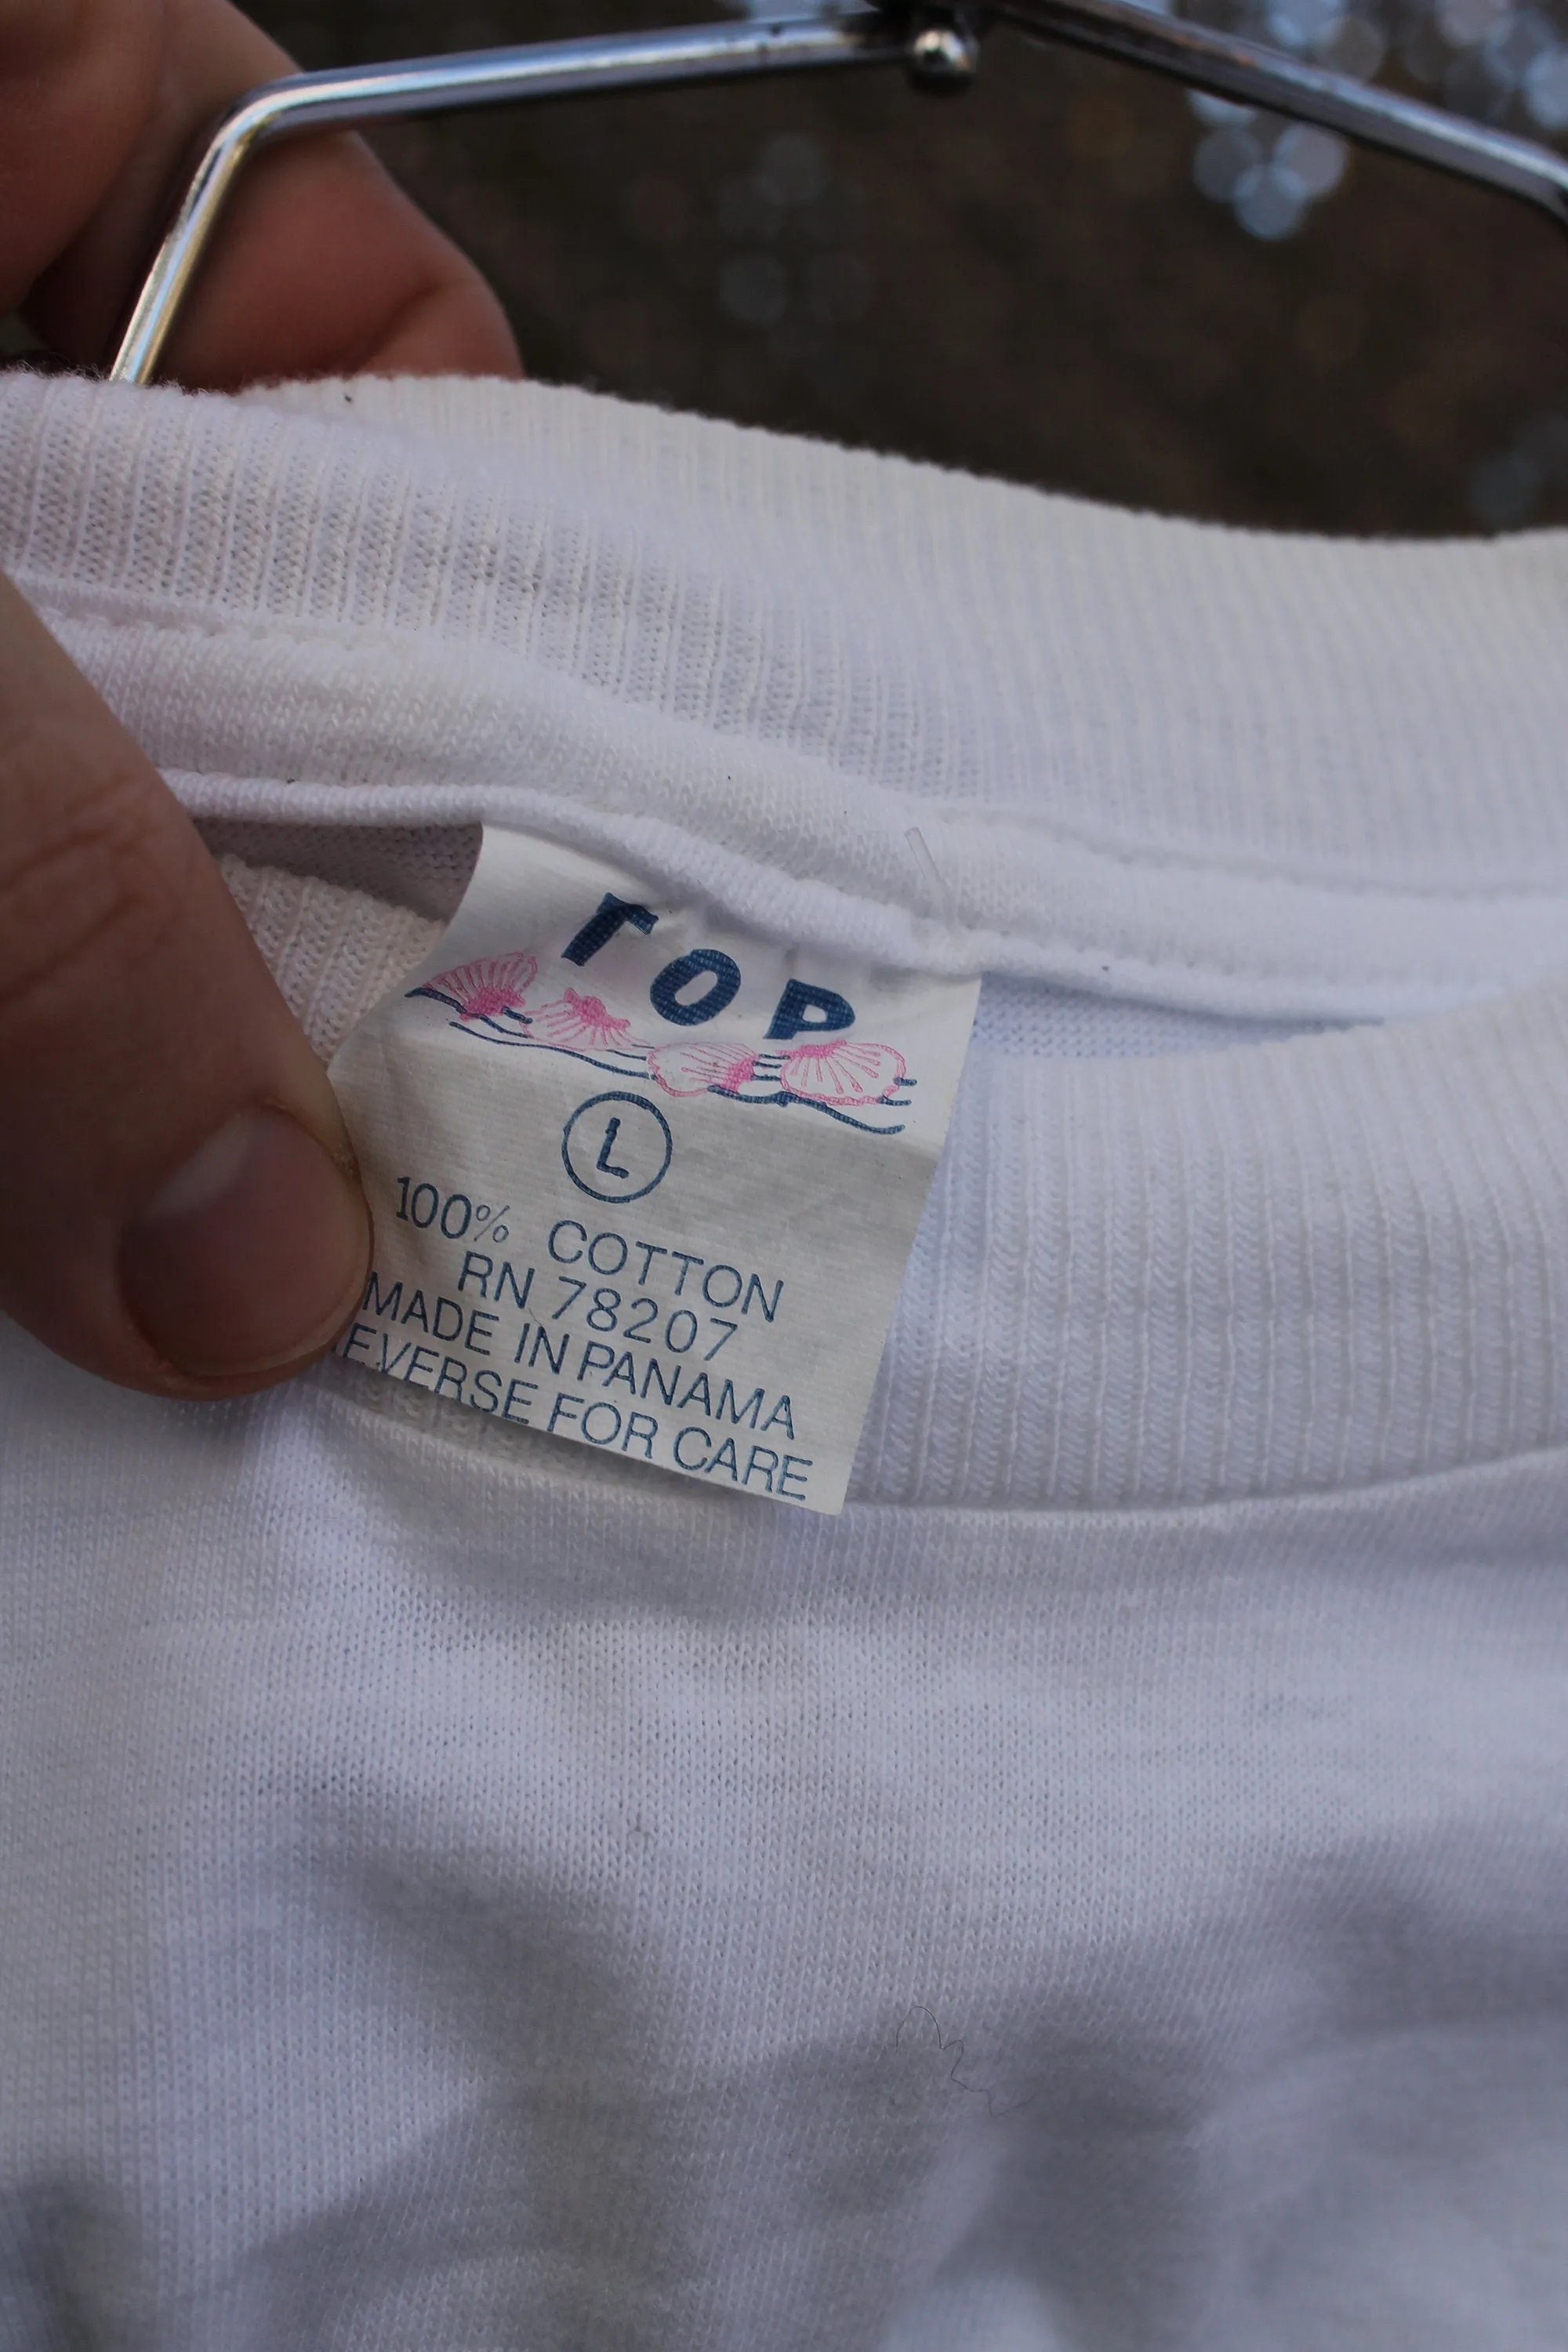 TOP
L
100% COTTON
RN 78207
MADE IN PANAMA
EVERSE FOR CARE